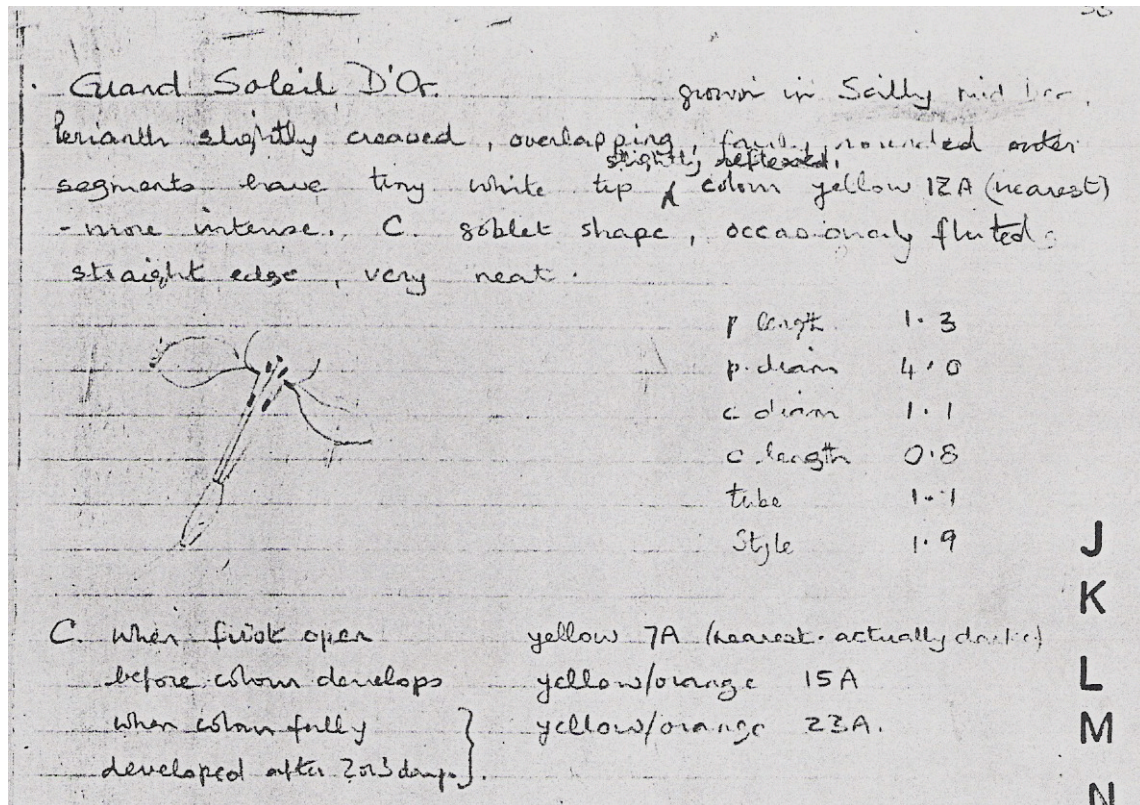 Grand Soleil D'Or. grown in Scilly mid Dec.
Perianth slightly creased, overlapping, fairly rounded outer
slightly reflexed,
segments have tiny white tip colour yellow 12A (nearest)
- more intense. C. goblet shape, occasionaly fluted
straight edge, very neat.
p length 1.3
p. diam 4.0
c diam 1.1
c. length 0.8
tube 1.1
Style 1.9
J
K
C. When first open yellow 7A (nearest. actually darker)
before colour develops yellow/orange 15A
L
when colour fully yellow/orange 23A.
M
developed after 2 or 3 days.
N